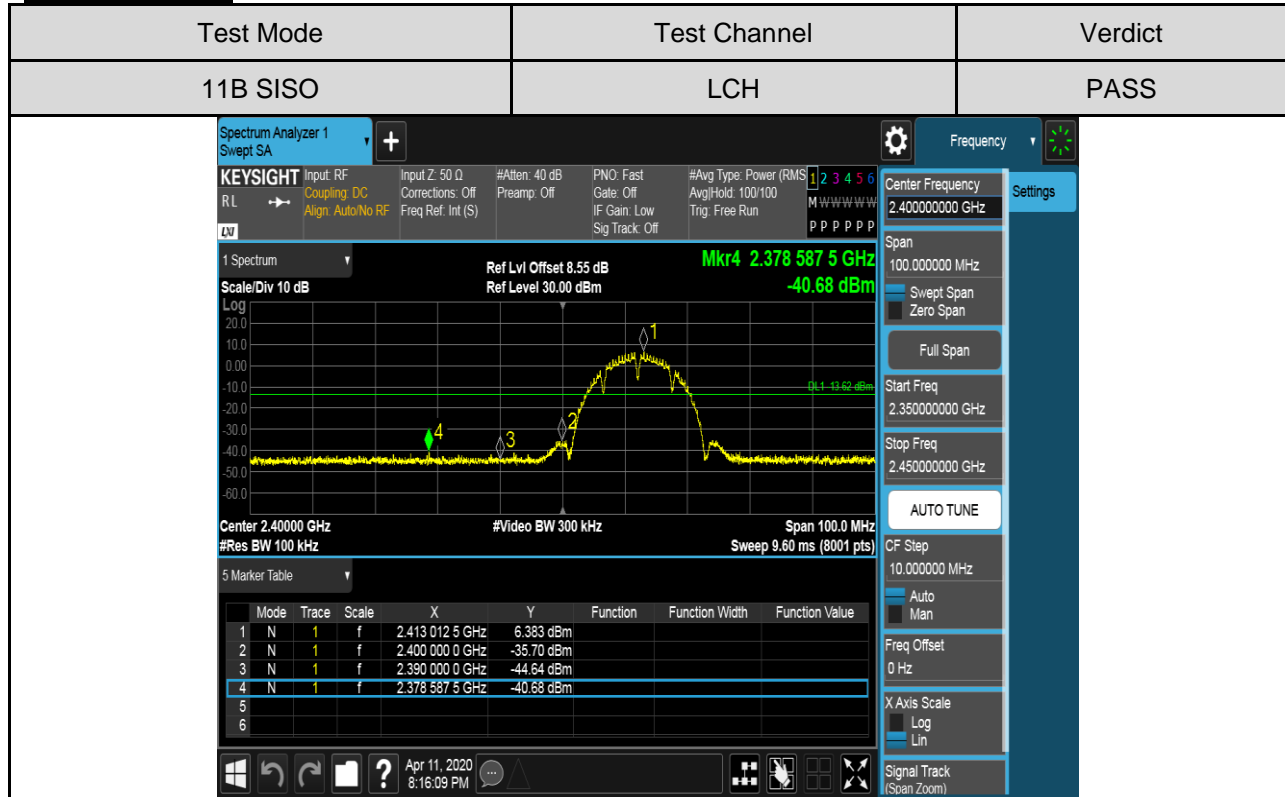 Test Mode Test Channel Verdict
11B SISO LCH PASS
Spectrum Analyzer 1
Swept SA
+
Frequency
KEYSIGHT
RL
LXI
Input: RF
Coupling: DC
Align: Auto/No RF
Input Z: 50 Ω
Corrections: Off
Freq Ref: Int (S)
#Atten: 40 dB
Preamp: Off
PNO: Fast
Gate: Off
IF Gain: Low
Sig Track: Off
#Avg Type: Power (RMS
Avg|Hold: 100/100
Trig: Free Run
1 2 3 4 5 6
M W W W W W
P P P P P P
1 Spectrum
Scale/Div 10 dB
Ref Lvl Offset 8.55 dB
Ref Level 30.00 dBm
Mkr4 2.378 587 5 GHz
-40.68 dBm
Log
20.0
10.0
0.00
-10.0
-20.0
-30.0
-40.0
-50.0
-60.0
1
2
3
4
DL1 -13.62 dBm
Center 2.40000 GHz
#Video BW 300 kHz
Span 100.0 MHz
#Res BW 100 kHz
Sweep 9.60 ms (8001 pts)
5 Marker Table
Mode Trace Scale X Y Function Function Width Function Value
1 N 1 f 2.413 012 5 GHz 6.383 dBm
2 N 1 f 2.400 000 0 GHz -35.70 dBm
3 N 1 f 2.390 000 0 GHz -44.64 dBm
4 N 1 f 2.378 587 5 GHz -40.68 dBm
5
6
?
Apr 11, 2020
8:16:09 PM
Center Frequency
2.400000000 GHz
Settings
Span
100.000000 MHz
Swept Span
Zero Span
Full Span
Start Freq
2.350000000 GHz
Stop Freq
2.450000000 GHz
AUTO TUNE
CF Step
10.000000 MHz
Auto
Man
Freq Offset
0 Hz
X Axis Scale
Log
Lin
Signal Track
(Span Zoom)